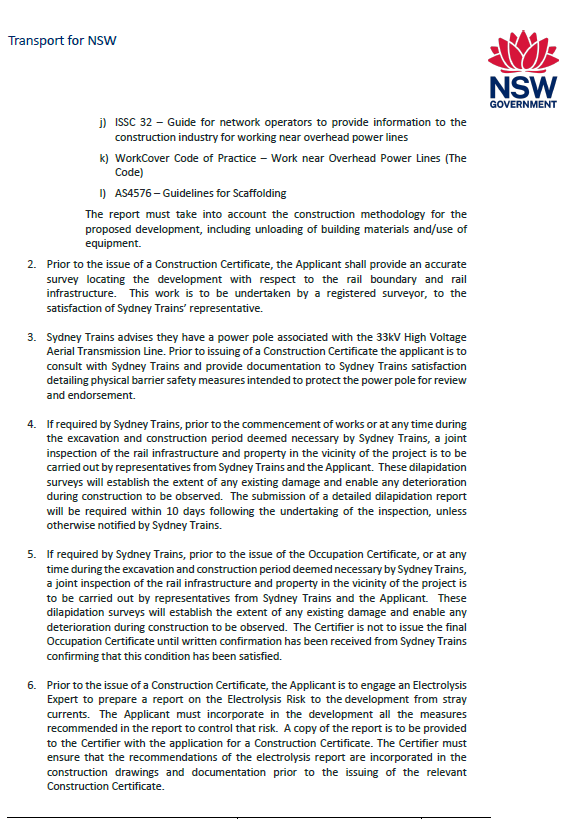 Transport for NSW
NSW
GOVERNMENT
j) ISSC 32 – Guide for network operators to provide information to the
construction industry for working near overhead power lines
k) WorkCover Code of Practice – Work near Overhead Power Lines (The
Code)
l) AS4576 – Guidelines for Scaffolding
The report must take into account the construction methodology for the
proposed development, including unloading of building materials and/use of
equipment.
2. Prior to the issue of a Construction Certificate, the Applicant shall provide an accurate
survey locating the development with respect to the rail boundary and rail
infrastructure. This work is to be undertaken by a registered surveyor, to the
satisfaction of Sydney Trains’ representative.
3. Sydney Trains advises they have a power pole associated with the 33kV High Voltage
Aerial Transmission Line. Prior to issuing of a Construction Certificate the applicant is to
consult with Sydney Trains and provide documentation to Sydney Trains satisfaction
detailing physical barrier safety measures intended to protect the power pole for review
and endorsement.
4. If required by Sydney Trains, prior to the commencement of works or at any time during
the excavation and construction period deemed necessary by Sydney Trains, a joint
inspection of the rail infrastructure and property in the vicinity of the project is to be
carried out by representatives from Sydney Trains and the Applicant. These dilapidation
surveys will establish the extent of any existing damage and enable any deterioration
during construction to be observed. The submission of a detailed dilapidation report
will be required within 10 days following the undertaking of the inspection, unless
otherwise notified by Sydney Trains.
5. If required by Sydney Trains, prior to the issue of the Occupation Certificate, or at any
time during the excavation and construction period deemed necessary by Sydney Trains,
a joint inspection of the rail infrastructure and property in the vicinity of the project is
to be carried out by representatives from Sydney Trains and the Applicant. These
dilapidation surveys will establish the extent of any existing damage and enable any
deterioration during construction to be observed. The Certifier is not to issue the final
Occupation Certificate until written confirmation has been received from Sydney Trains
confirming that this condition has been satisfied.
6. Prior to the issue of a Construction Certificate, the Applicant is to engage an Electrolysis
Expert to prepare a report on the Electrolysis Risk to the development from stray
currents. The Applicant must incorporate in the development all the measures
recommended in the report to control that risk. A copy of the report is to be provided
to the Certifier with the application for a Construction Certificate. The Certifier must
ensure that the recommendations of the electrolysis report are incorporated in the
construction drawings and documentation prior to the issuing of the relevant
Construction Certificate.